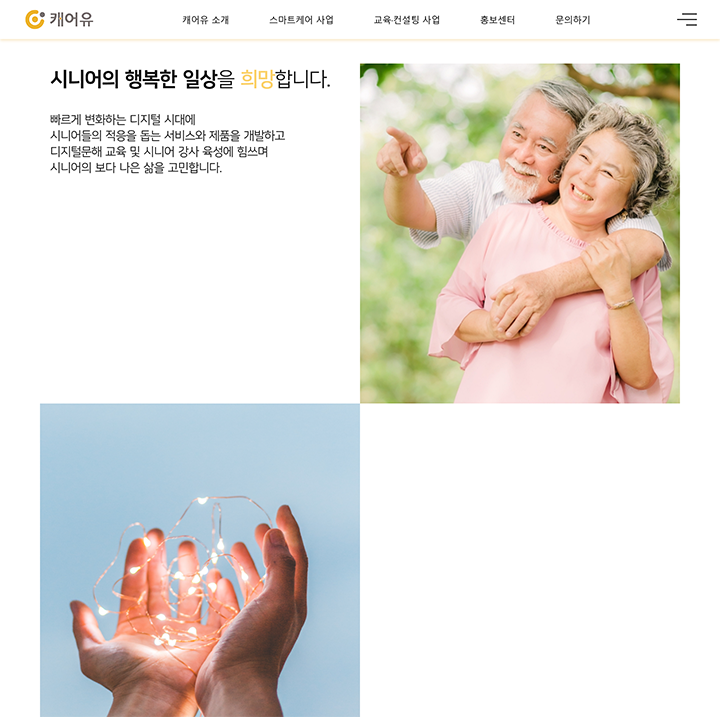 케어유
케어유 소개
스마트케어 사업
교육·컨설팅 사업
홍보센터
문의하기
시니어의 행복한 일상을 희망합니다.
빠르게 변화하는 디지털 시대에
시니어들의 적응을 돕는 서비스와 제품을 개발하고
디지털문해 교육 및 시니어 강사 육성에 힘쓰며
시니어의 보다 나은 삶을 고민합니다.